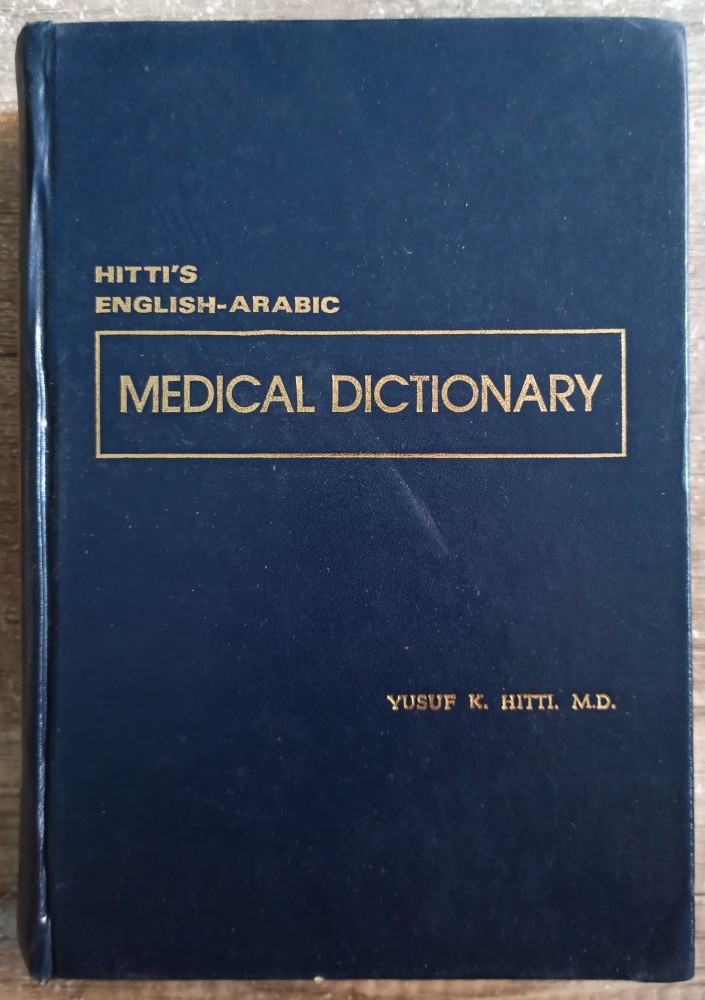 HITTI'S
ENGLISH-ARABIC
MEDICAL DICTIONARY
YUSUF K. HITTI. M.D.